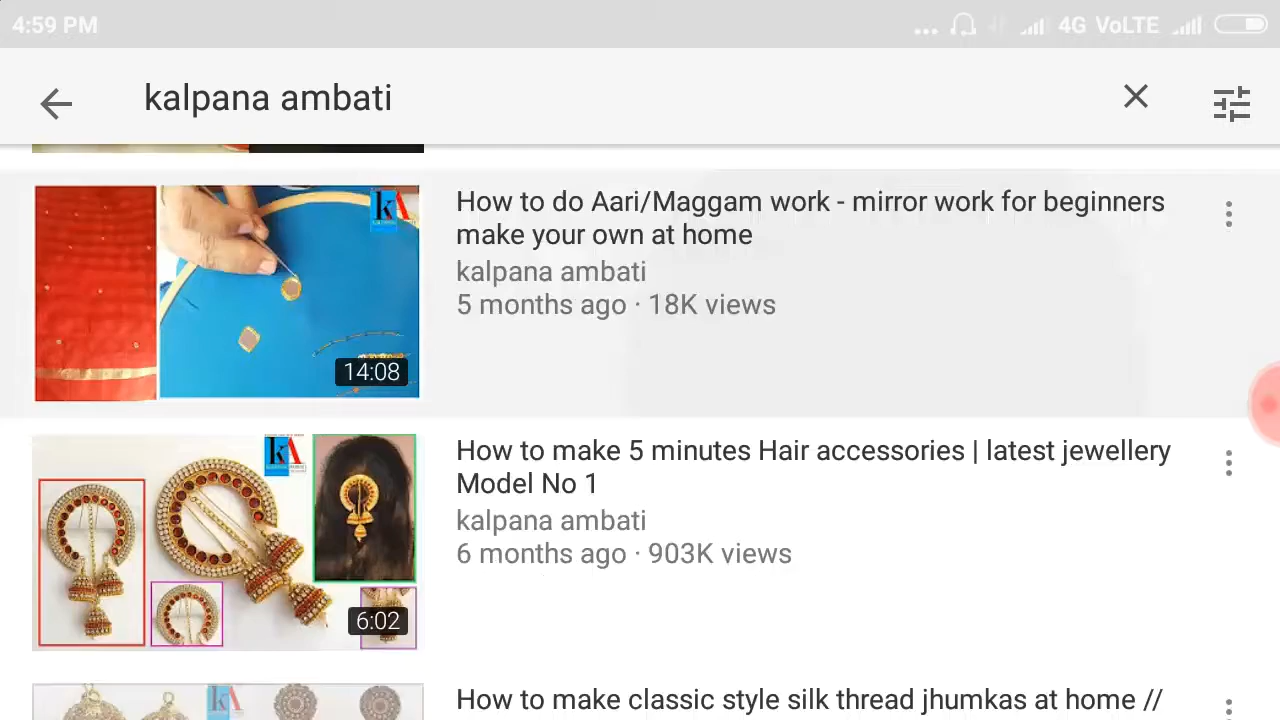 4:59 PM
4G VoLTE
kalpana ambati
kA
How to do Aari/Maggam work - mirror work for beginners
make your own at home
kalpana ambati
5 months ago · 18K views
14:08
kA
How to make 5 minutes Hair accessories | latest jewellery
Model No 1
kalpana ambati
6 months ago · 903K views
6:02
kA
How to make classic style silk thread jhumkas at home //